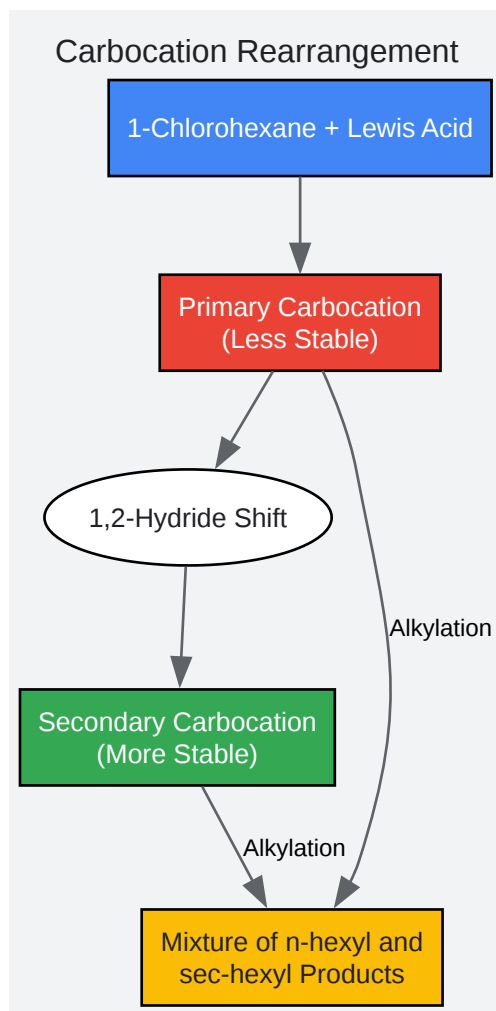 Carbocation Rearrangement
1-Chlorohexane + Lewis Acid
Primary Carbocation
(Less Stable)
1,2-Hydride Shift
Alkylation
Secondary Carbocation
(More Stable)
Alkylation
Mixture of n-hexyl and
sec-hexyl Products